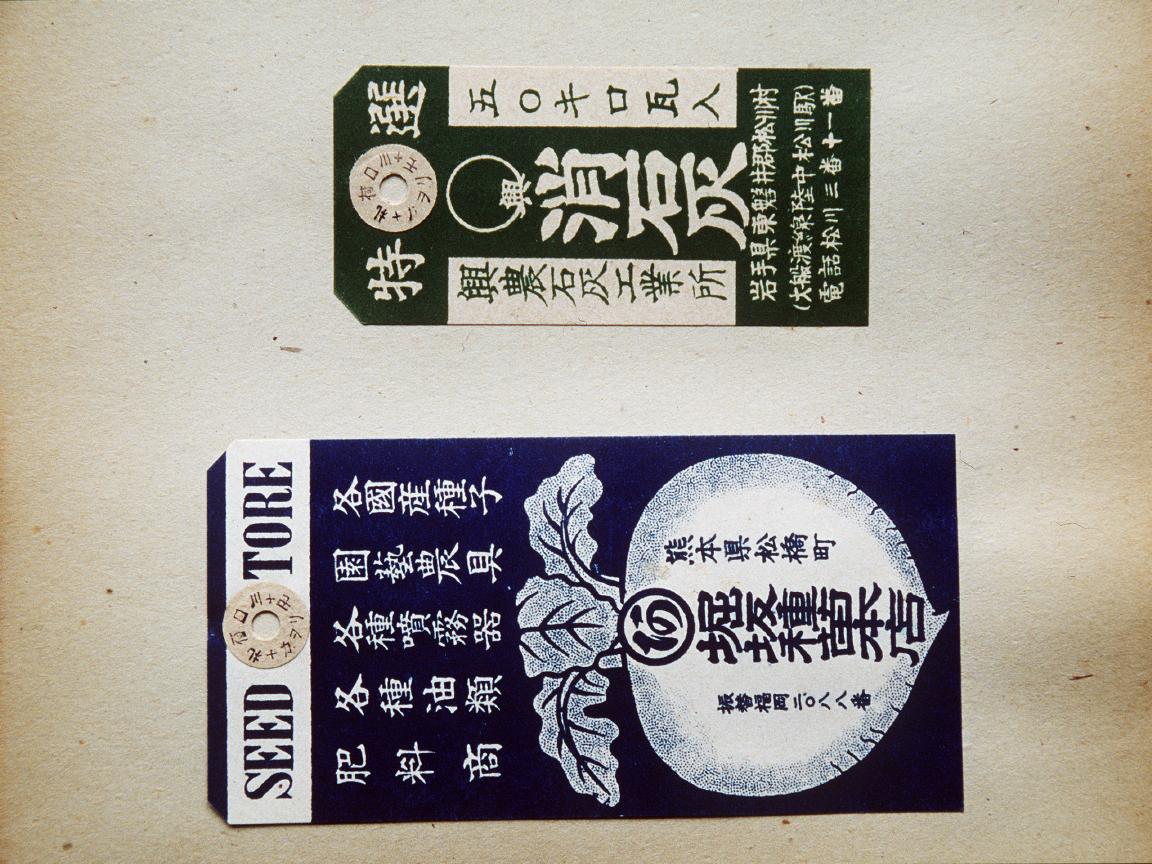 SEED TORE
各國産種子
園藝農具
各種噴霧器
各種油類
肥料商
熊本県松橋町
堀坂種苗本店
振替福岡二〇八八番
特選
五〇キロ瓦入
興
消石灰
興農石灰工業所
岩手県東磐井郡松川村
(大船渡線陸中松川駅)
電話松川三番十一番